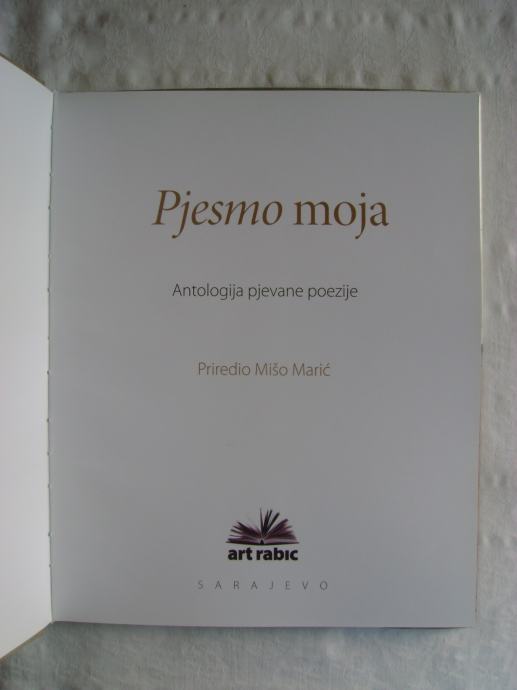 Pjesmo moja
Antologija pjevane poezije
Priredio Mišo Marić
art rabic
SARAJEVO